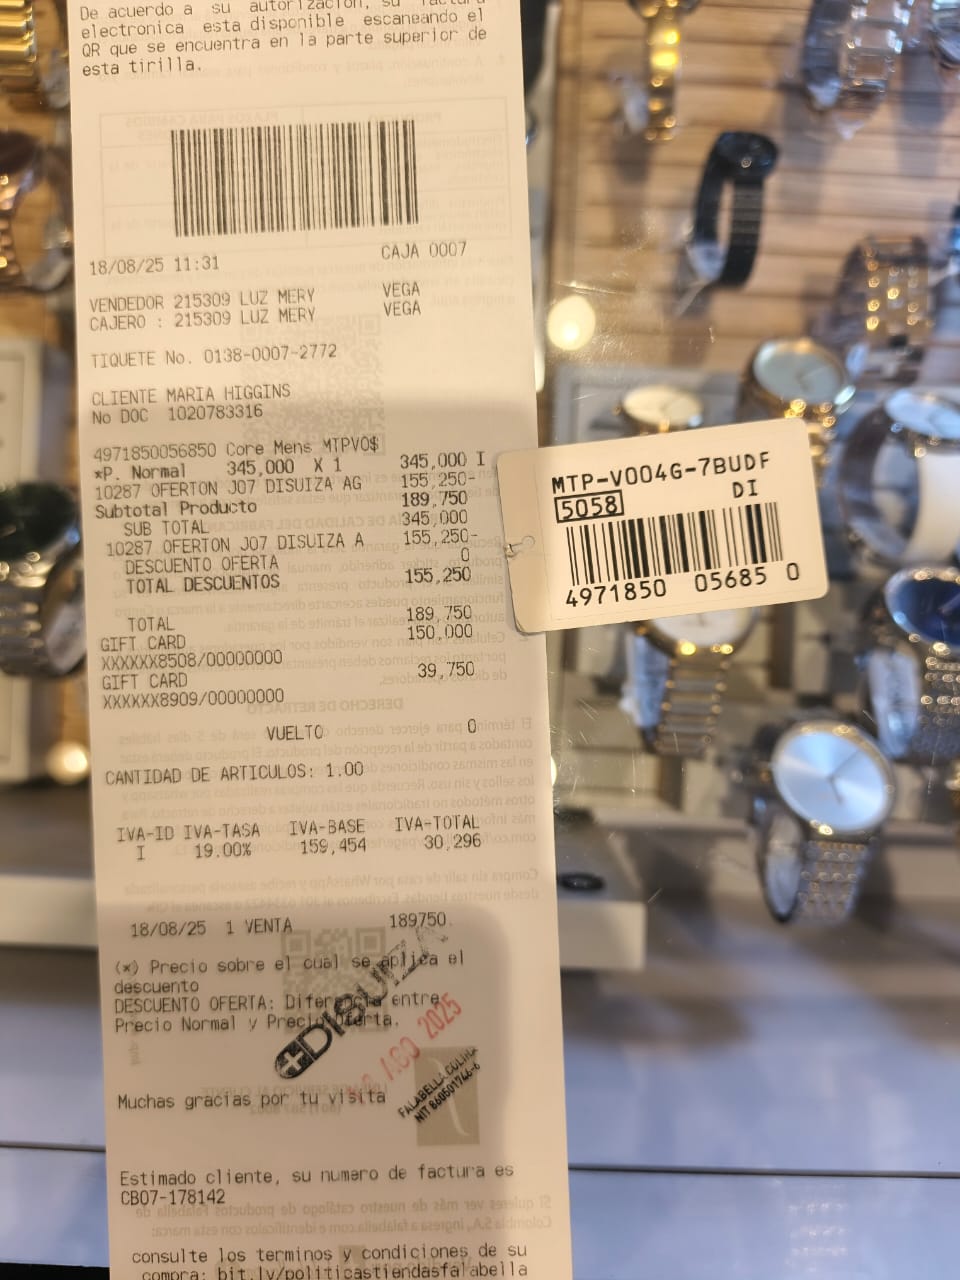 De acuerdo a su autorización, su factura
electronica esta disponible escaneando el
QR que se encuentra en la parte superior de
esta tirilla.
18/08/25 11:31 CAJA 0007
VENDEDOR 215309 LUZ MERY VEGA
CAJERO : 215309 LUZ MERY VEGA
TIQUETE No. 0138-0007-2772
CLIENTE MARIA HIGGINS
No DOC 1020783316
4971850056850 Core Mens MTPVO$
*P. Normal 345,000 X 1 345,000 I
10287 OFERTON J07 DISUIZA AG 155,250-
Subtotal Producto 189,750
SUB TOTAL 345,000
10287 OFERTON J07 DISUIZA A 155,250-
DESCUENTO OFERTA 0
TOTAL DESCUENTOS 155,250
TOTAL 189,750
GIFT CARD 150,000
XXXXXX8508/00000000
GIFT CARD 39,750
XXXXXX8909/00000000
VUELTO 0
CANTIDAD DE ARTICULOS: 1.00
IVA-ID IVA-TASA IVA-BASE IVA-TOTAL
I 19.00% 159,454 30,296
18/08/25 1 VENTA 189750.
(*) Precio sobre el cual se aplica el
descuento
DESCUENTO OFERTA: Diferencia entre
Precio Normal y Precio Oferta.
DISUIZA
AGO 2025
FALABELLA COLINA
NIT 860501766-6
Muchas gracias por tu visita
Estimado cliente, su numero de factura es
CB07-178142
consulte los terminos y condiciones de su
compra: bit.ly/politicastiendasfalabella
MTP-V004G-7BUDF
5058 DI
4971850 05685 0